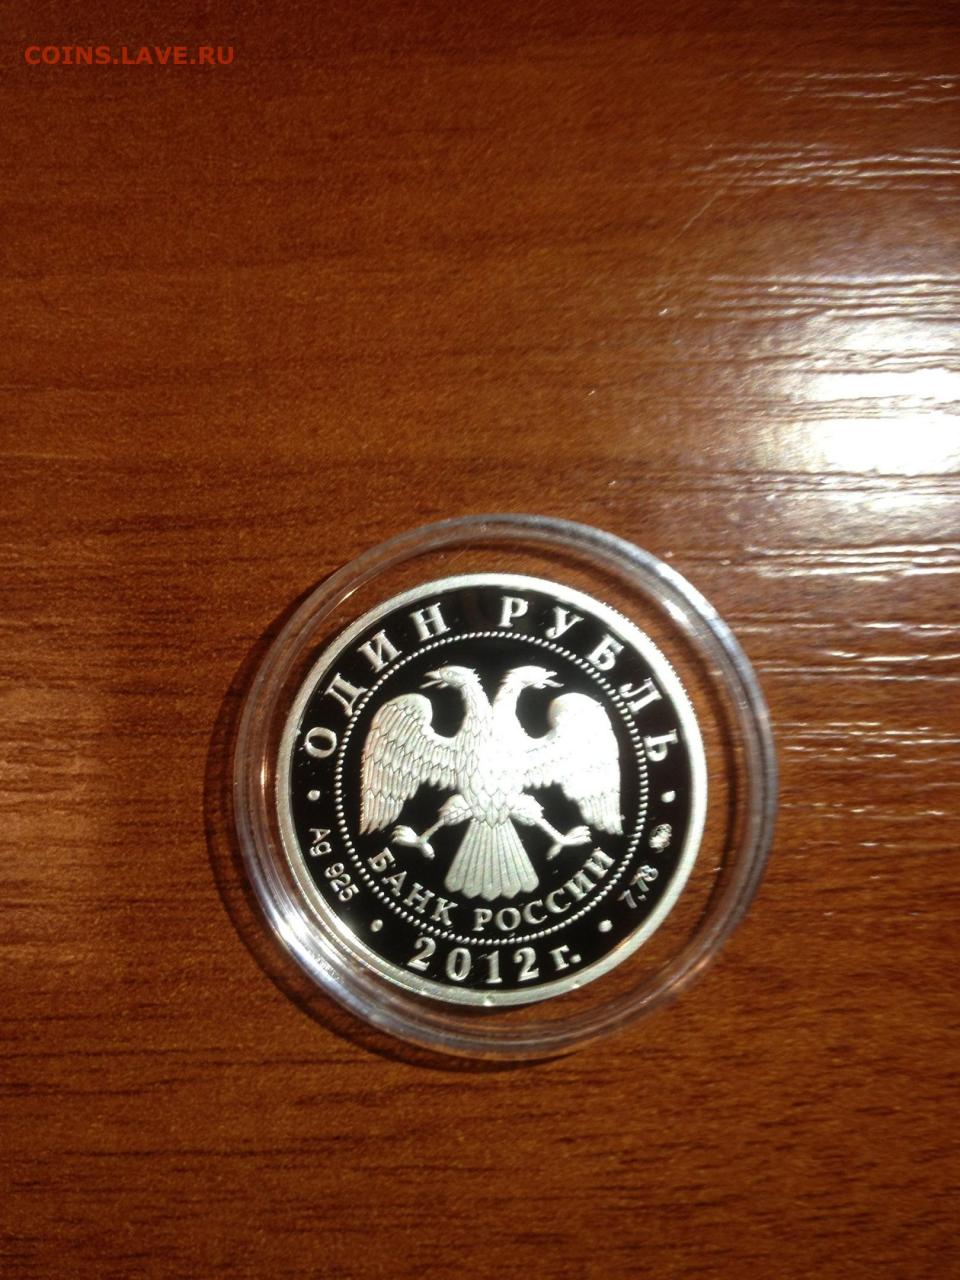 COINS.LAVE.RU
ОДИН РУБЛЬ
БАНК РОССИИ
Ag 925
7,78
2012 г.